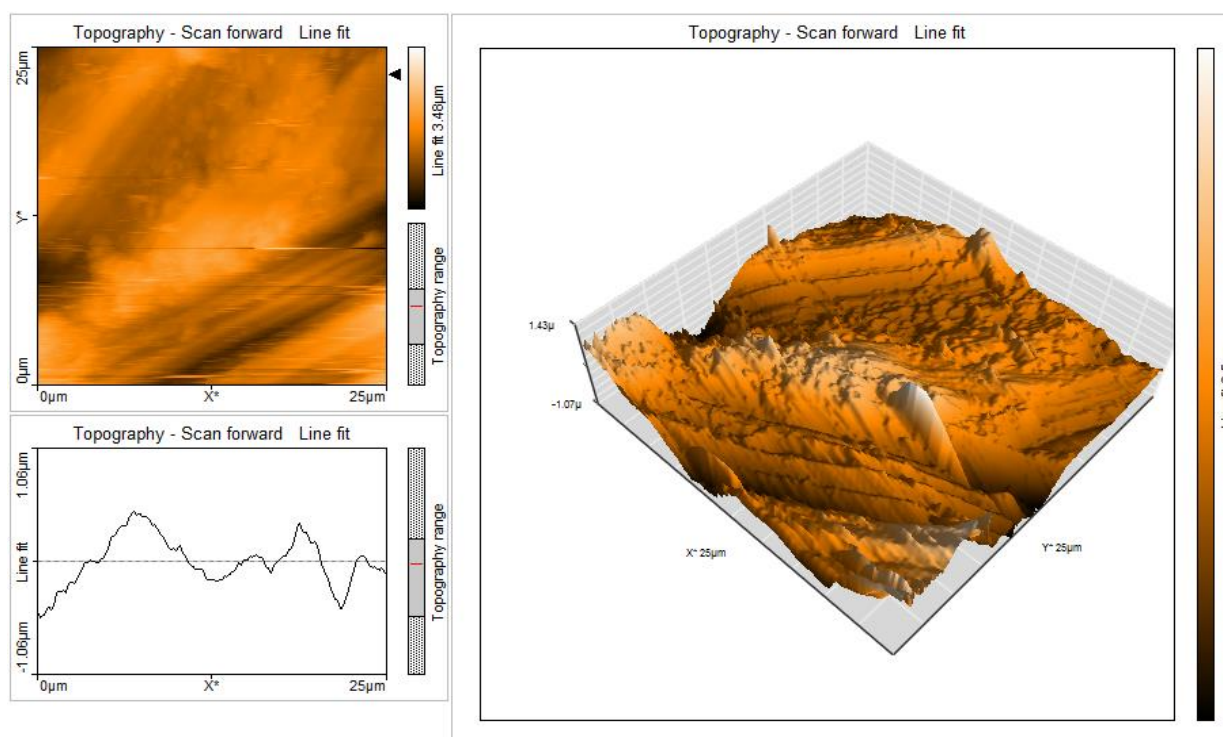 Topography - Scan forward Line fit
25µm
Y*
0µm
0µm X* 25µm
Line fit 3.48µm
Topography range
Topography - Scan forward Line fit
1.06µm
Line fit
-1.06µm
0µm X* 25µm
Topography range
Topography - Scan forward Line fit
1.43µ
-1.07µ
X* 25µm
Y* 25µm